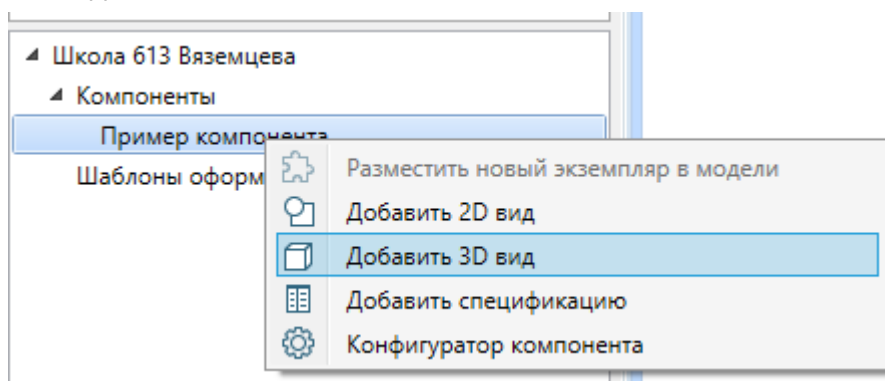 Школа 613 Вяземцева
Компоненты
Пример компонента
Шаблоны оформ
Разместить новый экземпляр в модели
Добавить 2D вид
Добавить 3D вид
Добавить спецификацию
Конфигуратор компонента